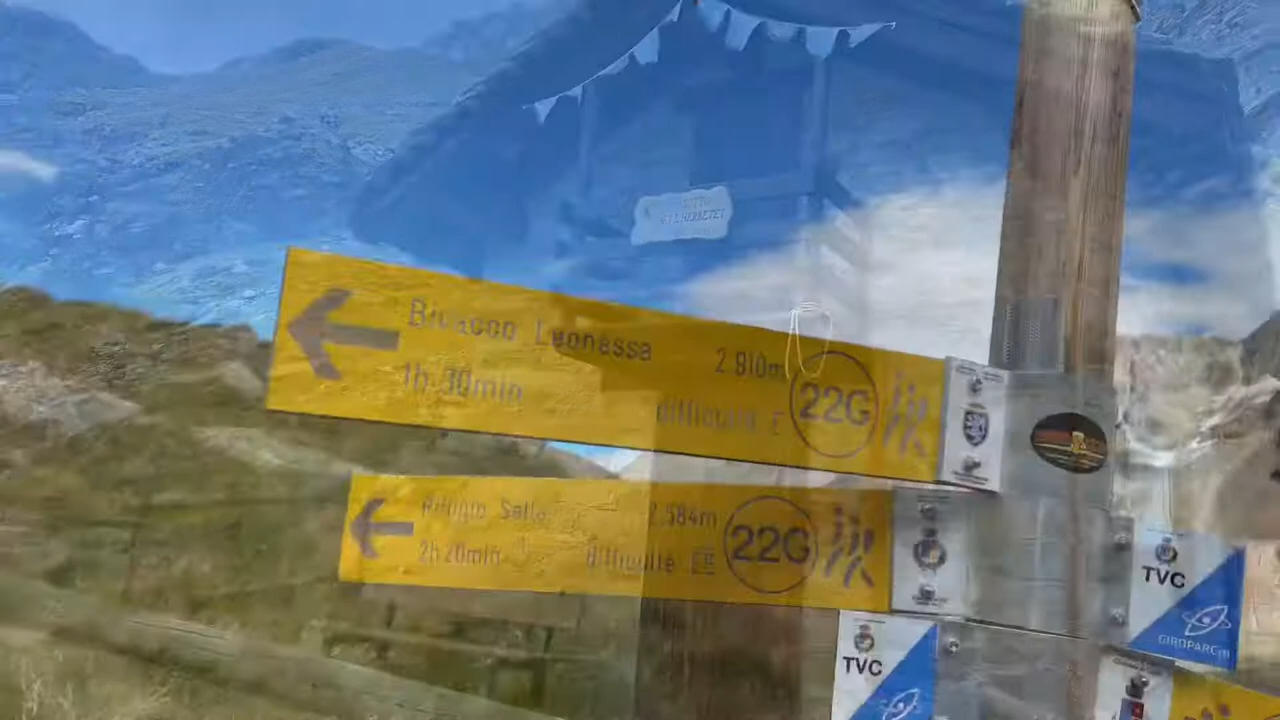 Bivacco Leonessa 2 810m
1h 30min difficoltà E 22G
Rifugio Sella 2 584m
2h 20min difficoltà EE 22G
TVC
GIROPARC
TVC